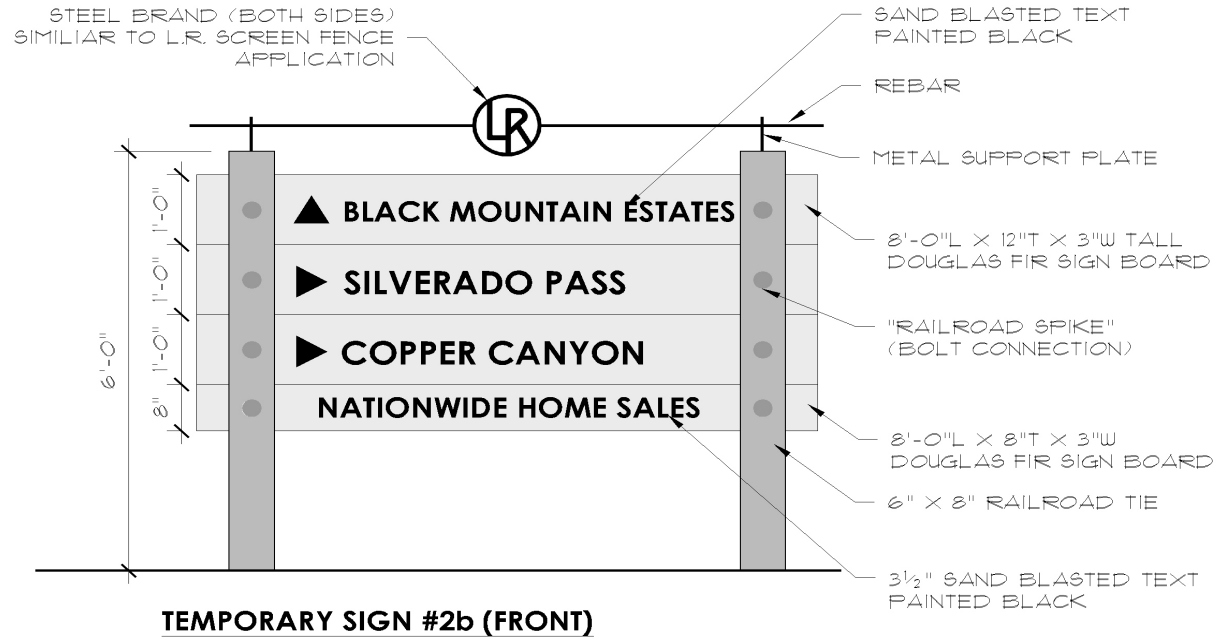 STEEL BRAND (BOTH SIDES)
SIMILIAR TO L.R. SCREEN FENCE
APPLICATION
SAND BLASTED TEXT
PAINTED BLACK
REBAR
LR
METAL SUPPORT PLATE
1'-0"
BLACK MOUNTAIN ESTATES
8'-0"L X 12"T X 3"W TALL
DOUGLAS FIR SIGN BOARD
1'-0"
SILVERADO PASS
"RAILROAD SPIKE"
(BOLT CONNECTION)
6'-0"
1'-0"
COPPER CANYON
8"
NATIONWIDE HOME SALES
8'-0"L X 8"T X 3"W
DOUGLAS FIR SIGN BOARD
6" X 8" RAILROAD TIE
3½" SAND BLASTED TEXT
PAINTED BLACK
TEMPORARY SIGN #2b (FRONT)